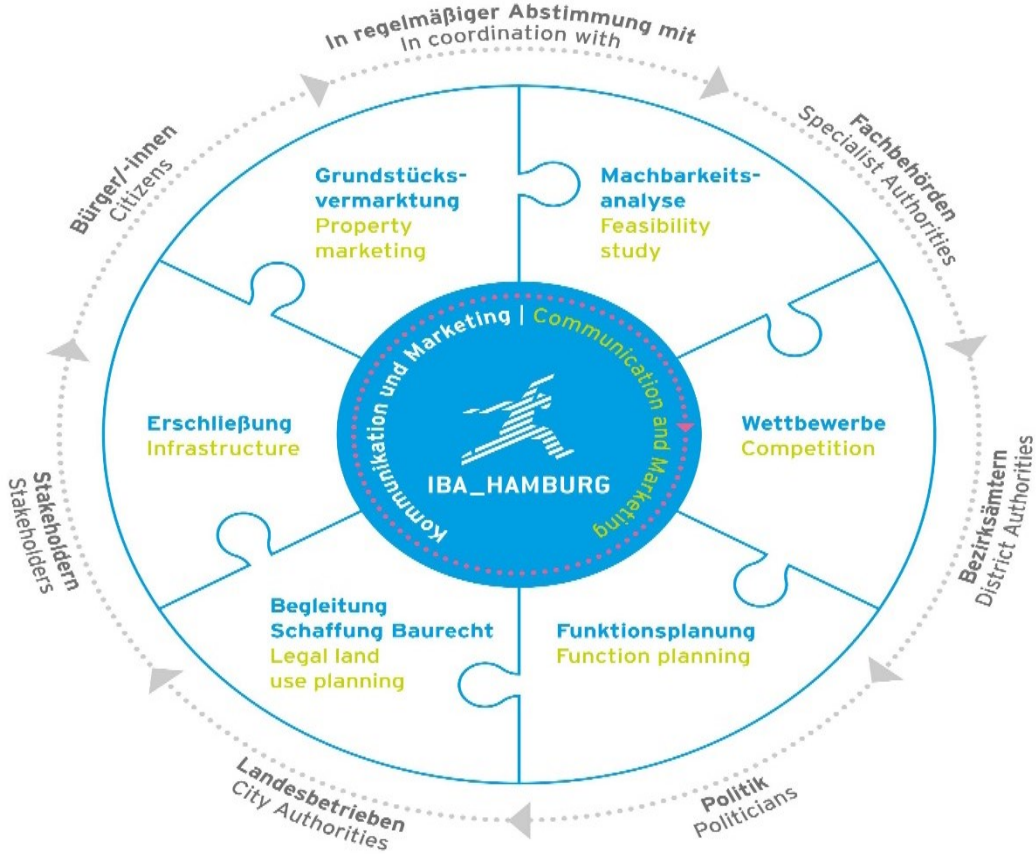 In regelmäßiger Abstimmung mit
In coordination with
Fachbehörden
Specialist Authorities
Bezirksämtern
District Authorities
Politik
Politicians
Landesbetrieben
City Authorities
Stakeholdern
Stakeholders
Bürger/-innen
Citizens
Grundstücks-
vermarktung
Property
marketing
Machbarkeits-
analyse
Feasibility
study
Wettbewerbe
Competition
Funktionsplanung
Function planning
Begleitung
Schaffung Baurecht
Legal land
use planning
Erschließung
Infrastructure
Kommunikation und Marketing | Communication and Marketing
IBA_HAMBURG